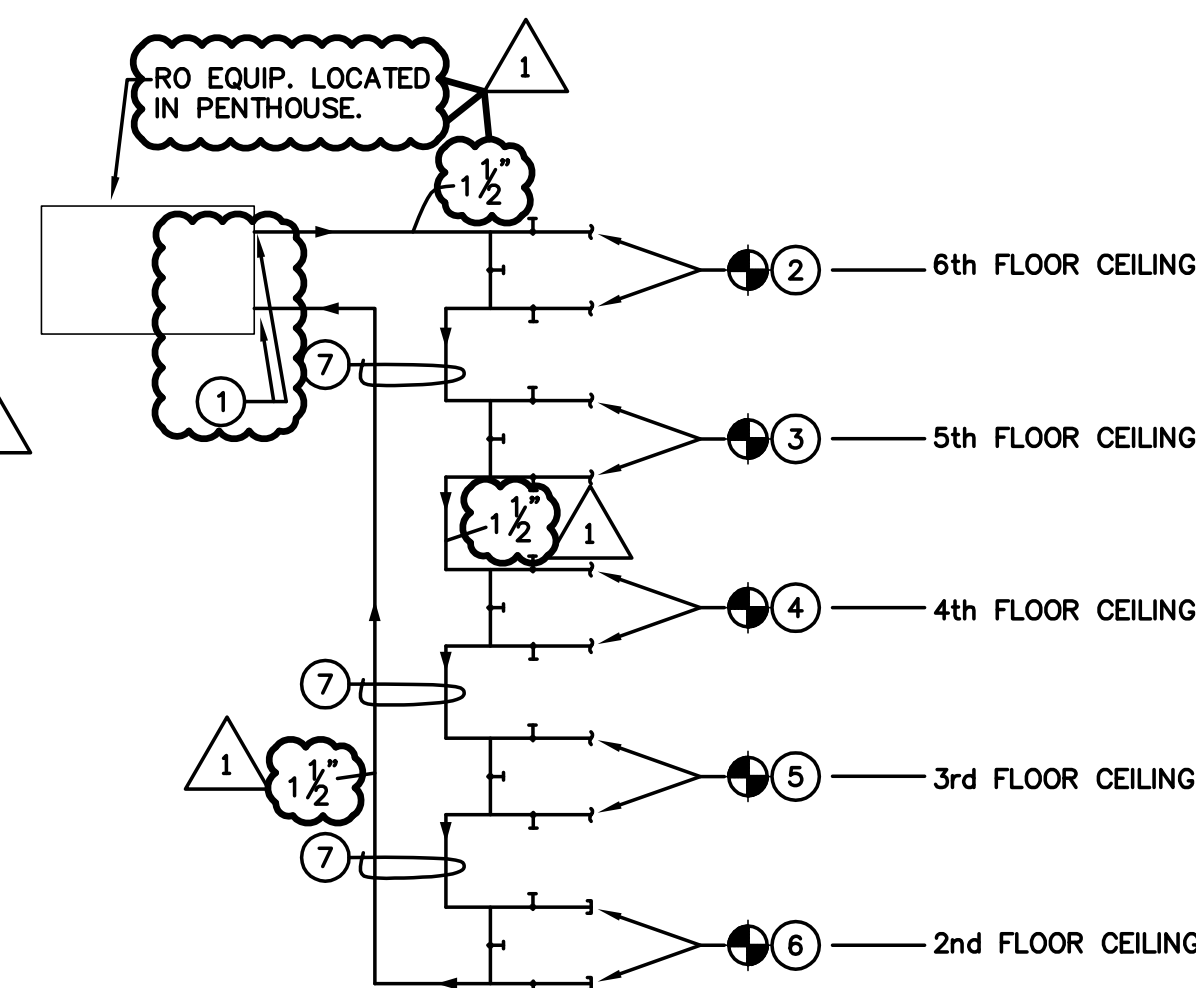 1
RO EQUIP. LOCATED
IN PENTHOUSE.
1 1/2"
2
6th FLOOR CEILING
7
1
3
5th FLOOR CEILING
1 1/2"
1
4
4th FLOOR CEILING
7
1
1 1/2"
5
3rd FLOOR CEILING
7
6
2nd FLOOR CEILING